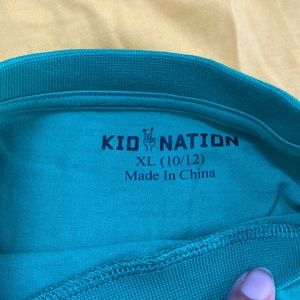 KID NATION
XL (10/12)
Made In China